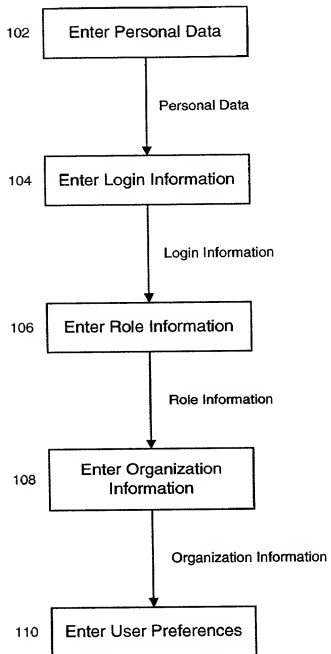 102 Enter Personal Data
Personal Data
104 Enter Login Information
Login Information
106 Enter Role Information
Role Information
108 Enter Organization
Information
Organization Information
110 Enter User Preferences